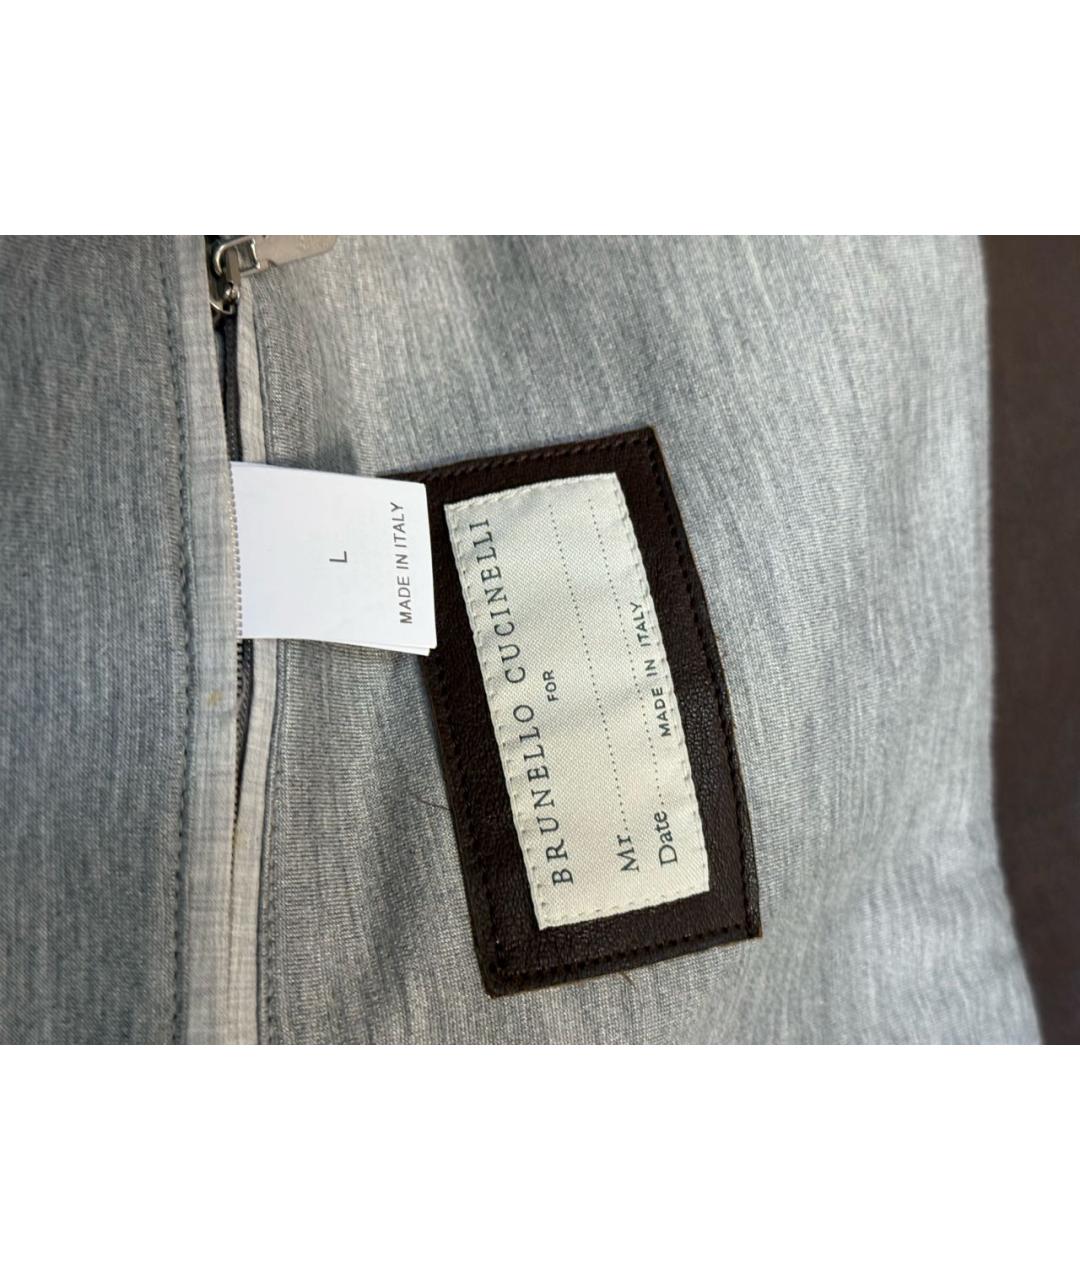 L
MADE IN ITALY
BRUNELLO CUCINELLI
FOR
Mr
Date
MADE IN ITALY